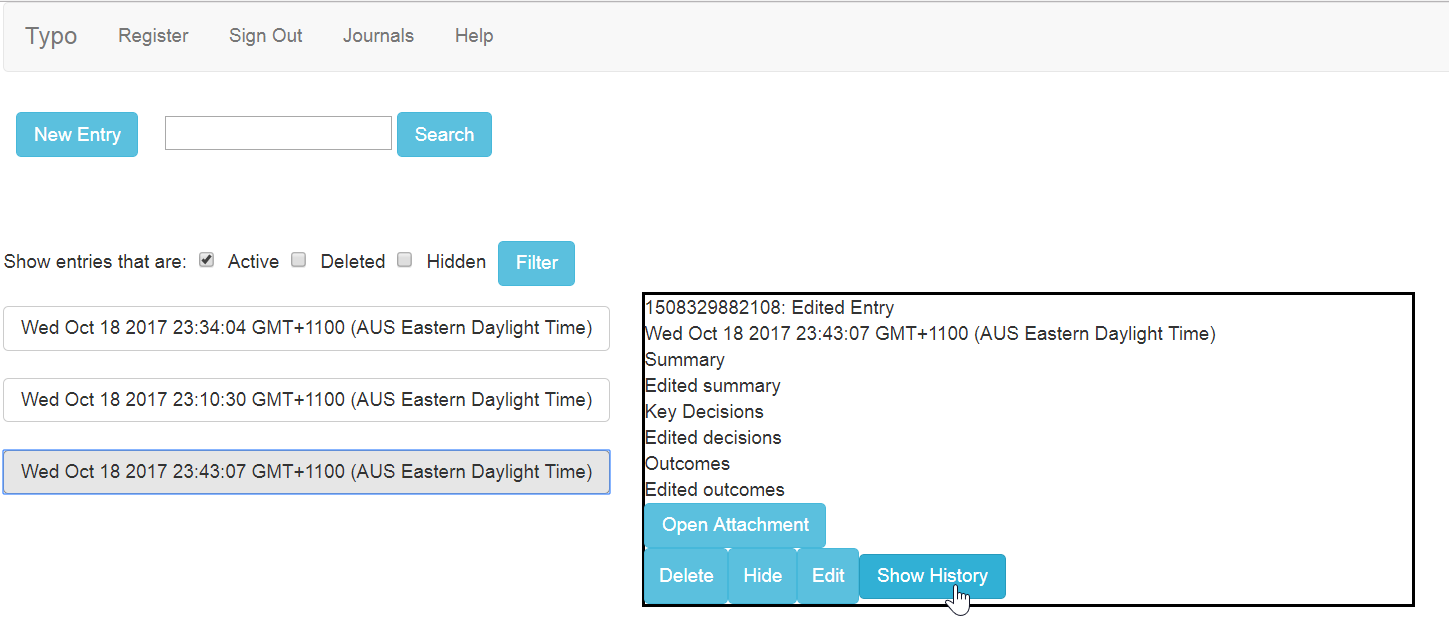 Typo Register Sign Out Journals Help
New Entry Search
Show entries that are: Active Deleted Hidden Filter
Wed Oct 18 2017 23:34:04 GMT+1100 (AUS Eastern Daylight Time)
Wed Oct 18 2017 23:10:30 GMT+1100 (AUS Eastern Daylight Time)
Wed Oct 18 2017 23:43:07 GMT+1100 (AUS Eastern Daylight Time)
1508329882108: Edited Entry
Wed Oct 18 2017 23:43:07 GMT+1100 (AUS Eastern Daylight Time)
Summary
Edited summary
Key Decisions
Edited decisions
Outcomes
Edited outcomes
Open Attachment
Delete Hide Edit Show History